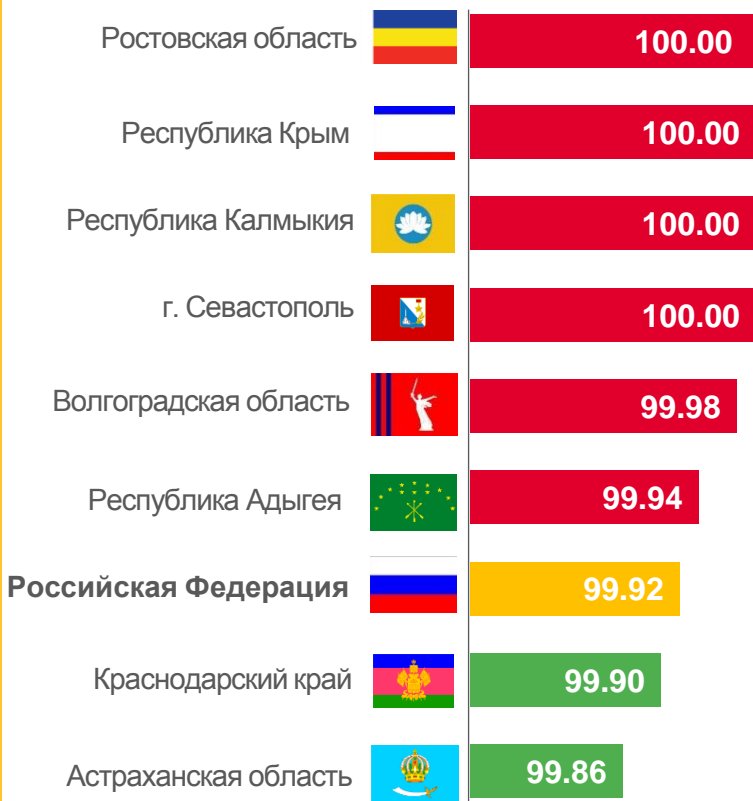 Ростовская область 100.00
Республика Крым 100.00
Республика Калмыкия 100.00
г. Севастополь 100.00
Волгоградская область 99.98
Республика Адыгея 99.94
Российская Федерация 99.92
Краснодарский край 99.90
Астраханская область 99.86